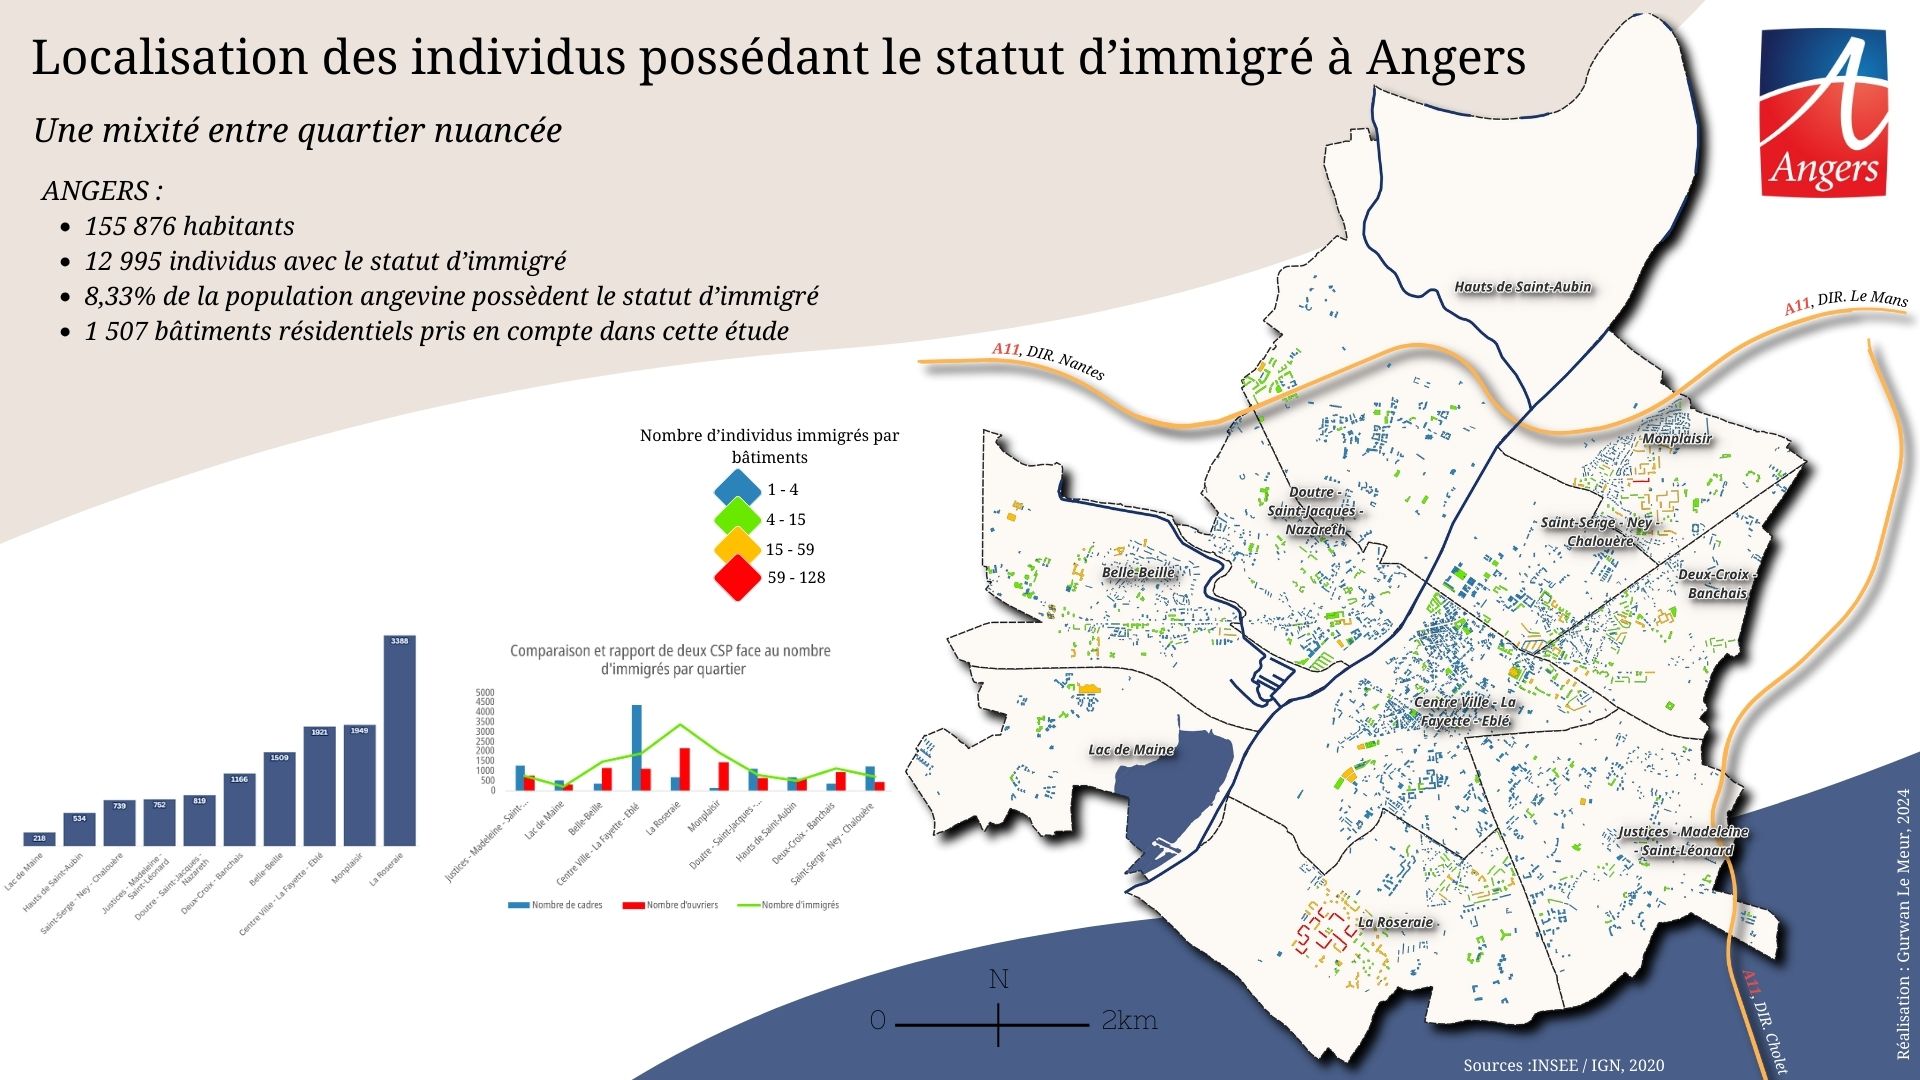 Localisation des individus possédant le statut d’immigré à Angers
Une mixité entre quartier nuancée
ANGERS :
• 155 876 habitants
• 12 995 individus avec le statut d’immigré
• 8,33% de la population angevine possèdent le statut d’immigré
• 1 507 bâtiments résidentiels pris en compte dans cette étude
Angers
Hauts de Saint-Aubin
A11, DIR. Le Mans
A11, DIR. Nantes
Monplaisir
Doutre -
Saint-Jacques -
Nazareth
Saint-Serge - Ney -
Chalouère
Belle-Beille
Deux-Croix -
Banchais
Centre Ville - La
Fayette - Eblé
Lac de Maine
Justices - Madeleine
- Saint-Léonard
La Roseraie
A11, DIR. Cholet
Nombre d’individus immigrés par
bâtiments
1 - 4
4 - 15
15 - 59
59 - 128
218
534
739
752
819
1166
1509
1921
1949
3388
Lac de Maine
Hauts de Saint-Aubin
Saint-Serge - Ney - Chalouère
Justices - Madeleine -
Saint-Léonard
Doutre - Saint-Jacques -
Nazareth
Deux-Croix - Banchais
Belle-Beille
Centre Ville - La Fayette - Eblé
Monplaisir
La Roseraie
Comparaison et rapport de deux CSP face au nombre
d'immigrés par quartier
5000
4500
4000
3500
3000
2500
2000
1500
1000
500
0
Justices - Madeleine - Saint-...
Lac de Maine
Belle-Beille
Centre Ville - La Fayette - Eblé
La Roseraie
Monplaisir
Doutre - Saint-Jacques -...
Hauts de Saint-Aubin
Deux-Croix - Banchais
Saint-Serge - Ney - Chalouère
Nombre de cadres
Nombre d'ouvriers
Nombre d'immigrés
N
0
2km
Sources :INSEE / IGN, 2020
Réalisation : Gurwan Le Meur, 2024